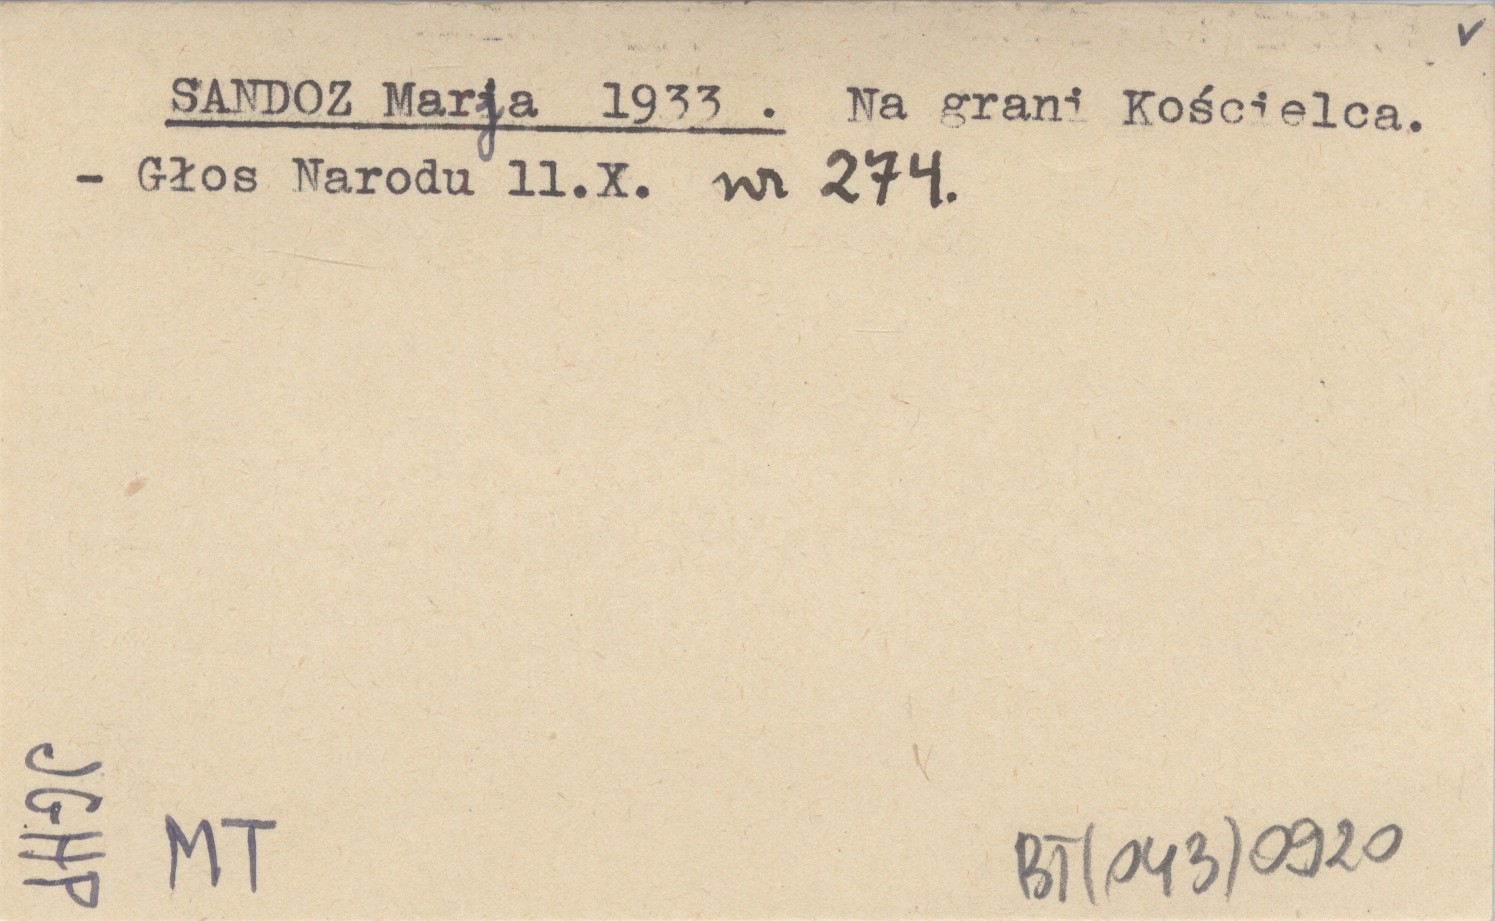 SANDOZ Marja 1933 . Na grani Kościelca.
- Głos Narodu 11.X. nr 274.
JGHP
MT
BT(043)0920